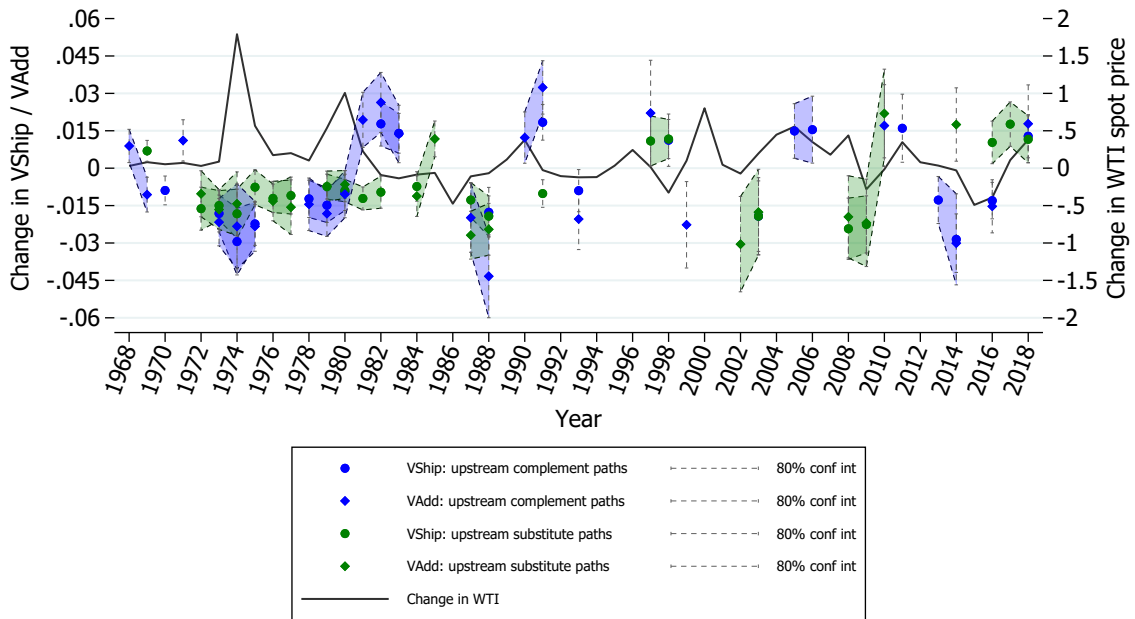 Change in VShip / VAdd
.06
.045
.03
.015
0
-.015
-.03
-.045
-.06
2
1.5
1
0.5
0
-0.5
-1
-1.5
-2
Change in WTI spot price
1968 1970 1972 1974 1976 1978 1980 1982 1984 1986 1988 1990 1992 1994 1996 1998 2000 2002 2004 2006 2008 2010 2012 2014 2016 2018
Year
VShip: upstream complement paths 80% conf int
VAdd: upstream complement paths 80% conf int
VShip: upstream substitute paths 80% conf int
VAdd: upstream substitute paths 80% conf int
Change in WTI